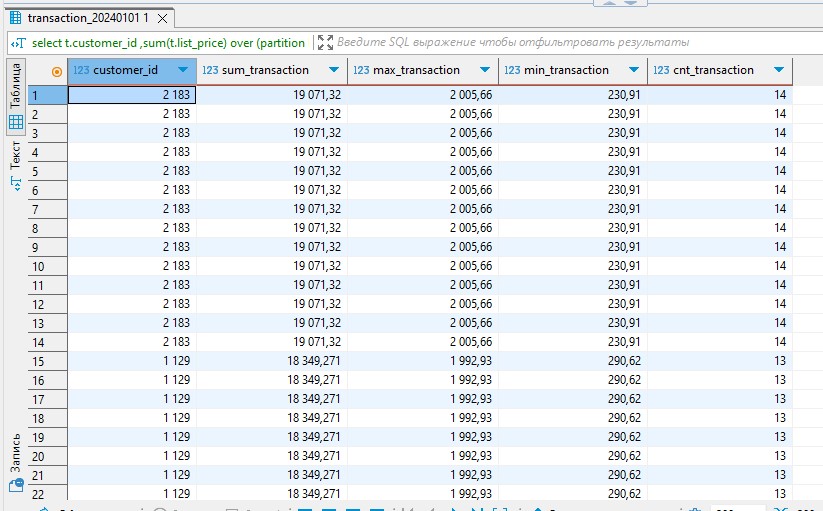 transaction_20240101 1
select t.customer_id ,sum(t.list_price) over (partition Введите SQL выражение чтобы отфильтровать результаты
Таблица
Текст
Запись
123 customer_id 123 sum_transaction 123 max_transaction 123 min_transaction 123 cnt_transaction
1 2 183 19 071,32 2 005,66 230,91 14
2 2 183 19 071,32 2 005,66 230,91 14
3 2 183 19 071,32 2 005,66 230,91 14
4 2 183 19 071,32 2 005,66 230,91 14
5 2 183 19 071,32 2 005,66 230,91 14
6 2 183 19 071,32 2 005,66 230,91 14
7 2 183 19 071,32 2 005,66 230,91 14
8 2 183 19 071,32 2 005,66 230,91 14
9 2 183 19 071,32 2 005,66 230,91 14
10 2 183 19 071,32 2 005,66 230,91 14
11 2 183 19 071,32 2 005,66 230,91 14
12 2 183 19 071,32 2 005,66 230,91 14
13 2 183 19 071,32 2 005,66 230,91 14
14 2 183 19 071,32 2 005,66 230,91 14
15 1 129 18 349,271 1 992,93 290,62 13
16 1 129 18 349,271 1 992,93 290,62 13
17 1 129 18 349,271 1 992,93 290,62 13
18 1 129 18 349,271 1 992,93 290,62 13
19 1 129 18 349,271 1 992,93 290,62 13
20 1 129 18 349,271 1 992,93 290,62 13
21 1 129 18 349,271 1 992,93 290,62 13
22 1 129 18 349,271 1 992,93 290,62 13